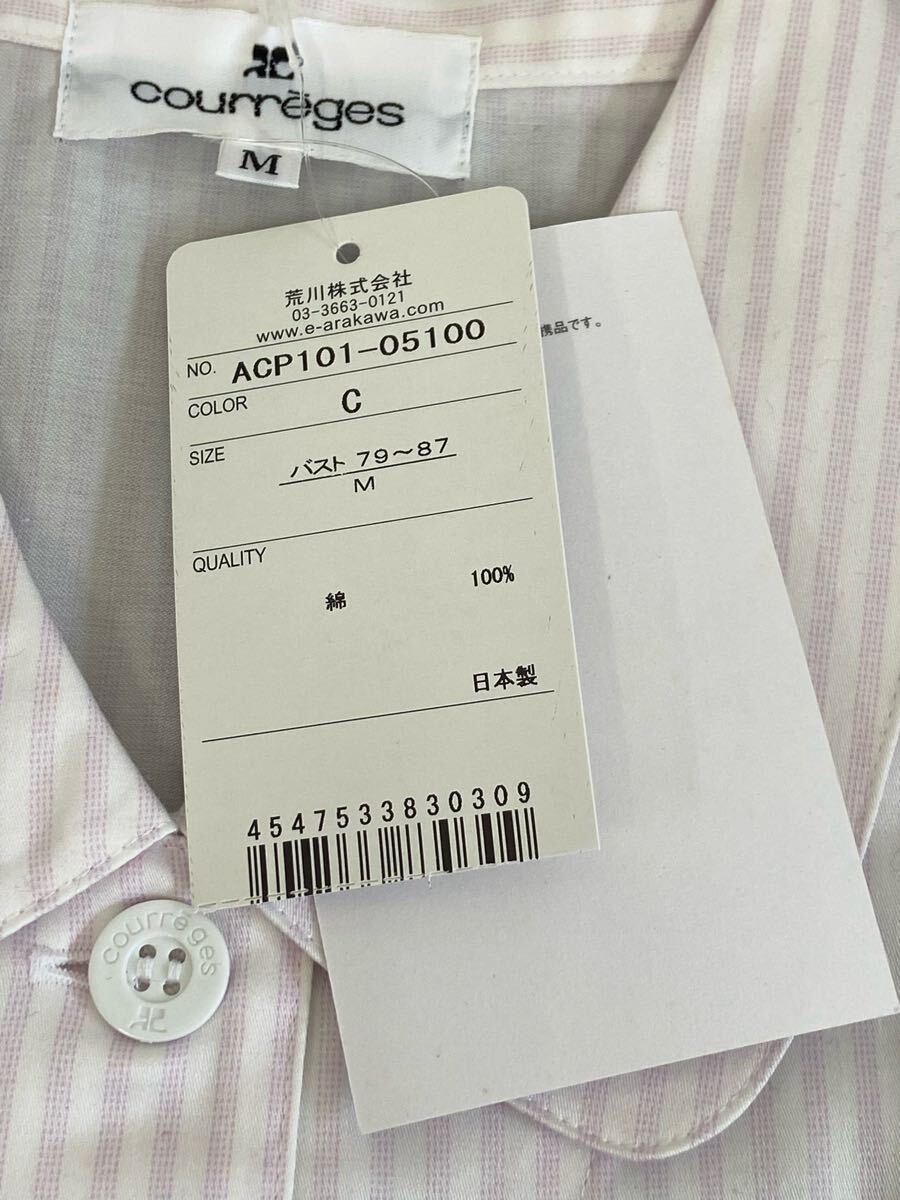 courrèges
M
荒川株式会社
03-3663-0121
www.e-arakawa.com
NO. ACP101-05100
COLOR C
SIZE
バスト 79～87
M
QUALITY
綿 100%
日本製
4547533830309
携品です。
courrèges